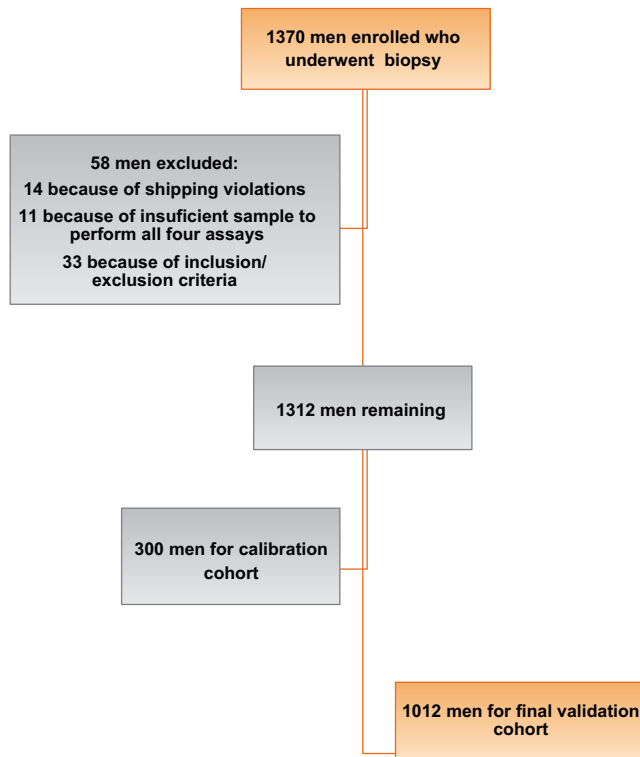 1370 men enrolled who
underwent biopsy
58 men excluded:
14 because of shipping violations
11 because of insuficient sample to
perform all four assays
33 because of inclusion/
exclusion criteria
1312 men remaining
300 men for calibration
cohort
1012 men for final validation
cohort